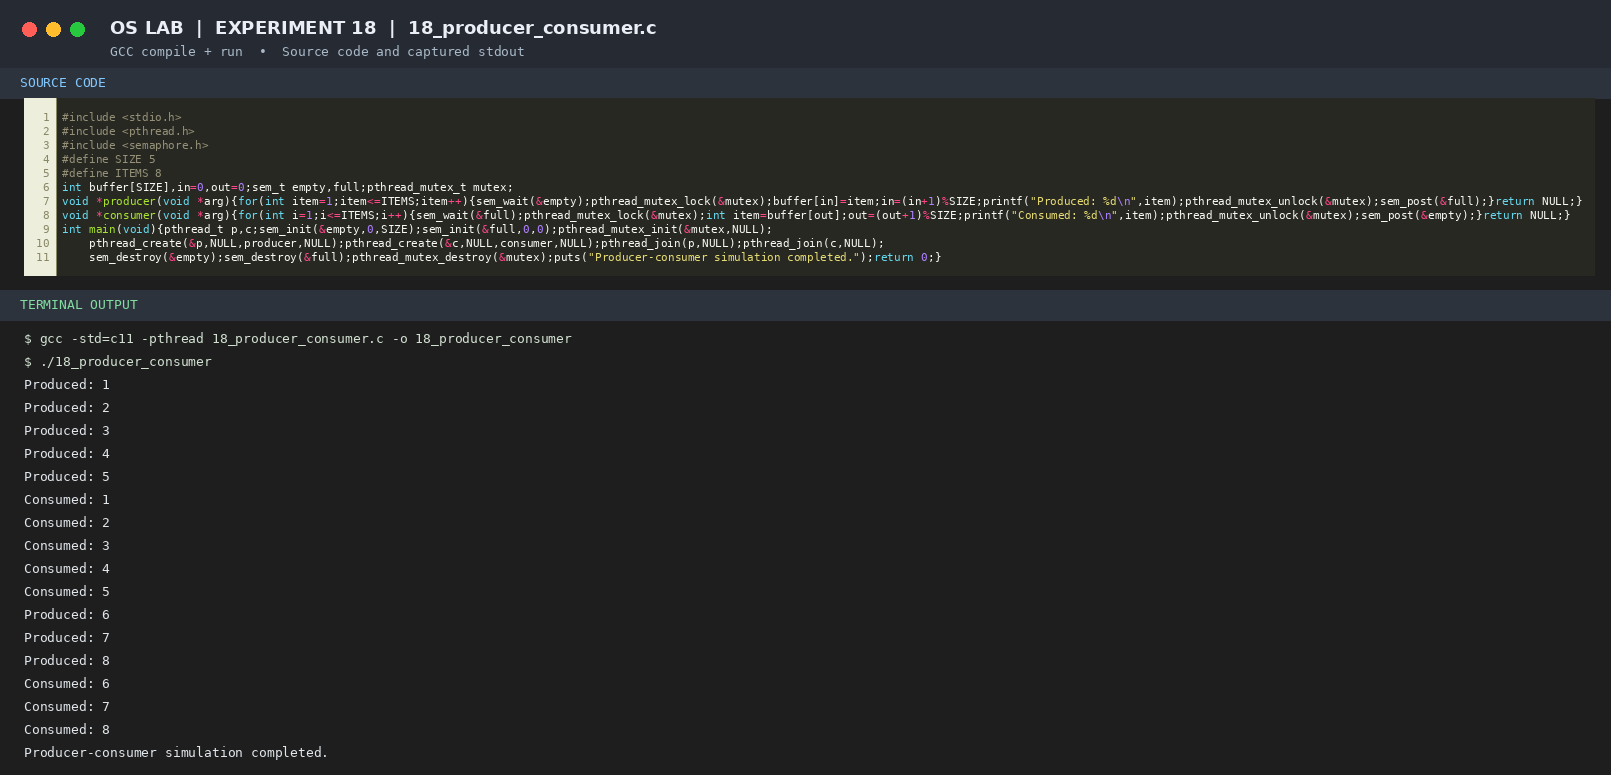 OS LAB | EXPERIMENT 18 | 18_producer_consumer.c
GCC compile + run • Source code and captured stdout
SOURCE CODE
1 #include <stdio.h>
2 #include <pthread.h>
3 #include <semaphore.h>
4 #define SIZE 5
5 #define ITEMS 8
6 int buffer[SIZE],in=0,out=0;sem_t empty,full;pthread_mutex_t mutex;
7 void *producer(void *arg){for(int item=1;item<=ITEMS;item++){sem_wait(&empty);pthread_mutex_lock(&mutex);buffer[in]=item;in=(in+1)%SIZE;printf("Produced: %d\n",item);pthread_mutex_unlock(&mutex);sem_post(&full);}return NULL;}
8 void *consumer(void *arg){for(int i=1;i<=ITEMS;i++){sem_wait(&full);pthread_mutex_lock(&mutex);int item=buffer[out];out=(out+1)%SIZE;printf("Consumed: %d\n",item);pthread_mutex_unlock(&mutex);sem_post(&empty);}return NULL;}
9 int main(void){pthread_t p,c;sem_init(&empty,0,SIZE);sem_init(&full,0,0);pthread_mutex_init(&mutex,NULL);
10     pthread_create(&p,NULL,producer,NULL);pthread_create(&c,NULL,consumer,NULL);pthread_join(p,NULL);pthread_join(c,NULL);
11     sem_destroy(&empty);sem_destroy(&full);pthread_mutex_destroy(&mutex);puts("Producer-consumer simulation completed.");return 0;}
TERMINAL OUTPUT
$ gcc -std=c11 -pthread 18_producer_consumer.c -o 18_producer_consumer
$ ./18_producer_consumer
Produced: 1
Produced: 2
Produced: 3
Produced: 4
Produced: 5
Consumed: 1
Consumed: 2
Consumed: 3
Consumed: 4
Consumed: 5
Produced: 6
Produced: 7
Produced: 8
Consumed: 6
Consumed: 7
Consumed: 8
Producer-consumer simulation completed.